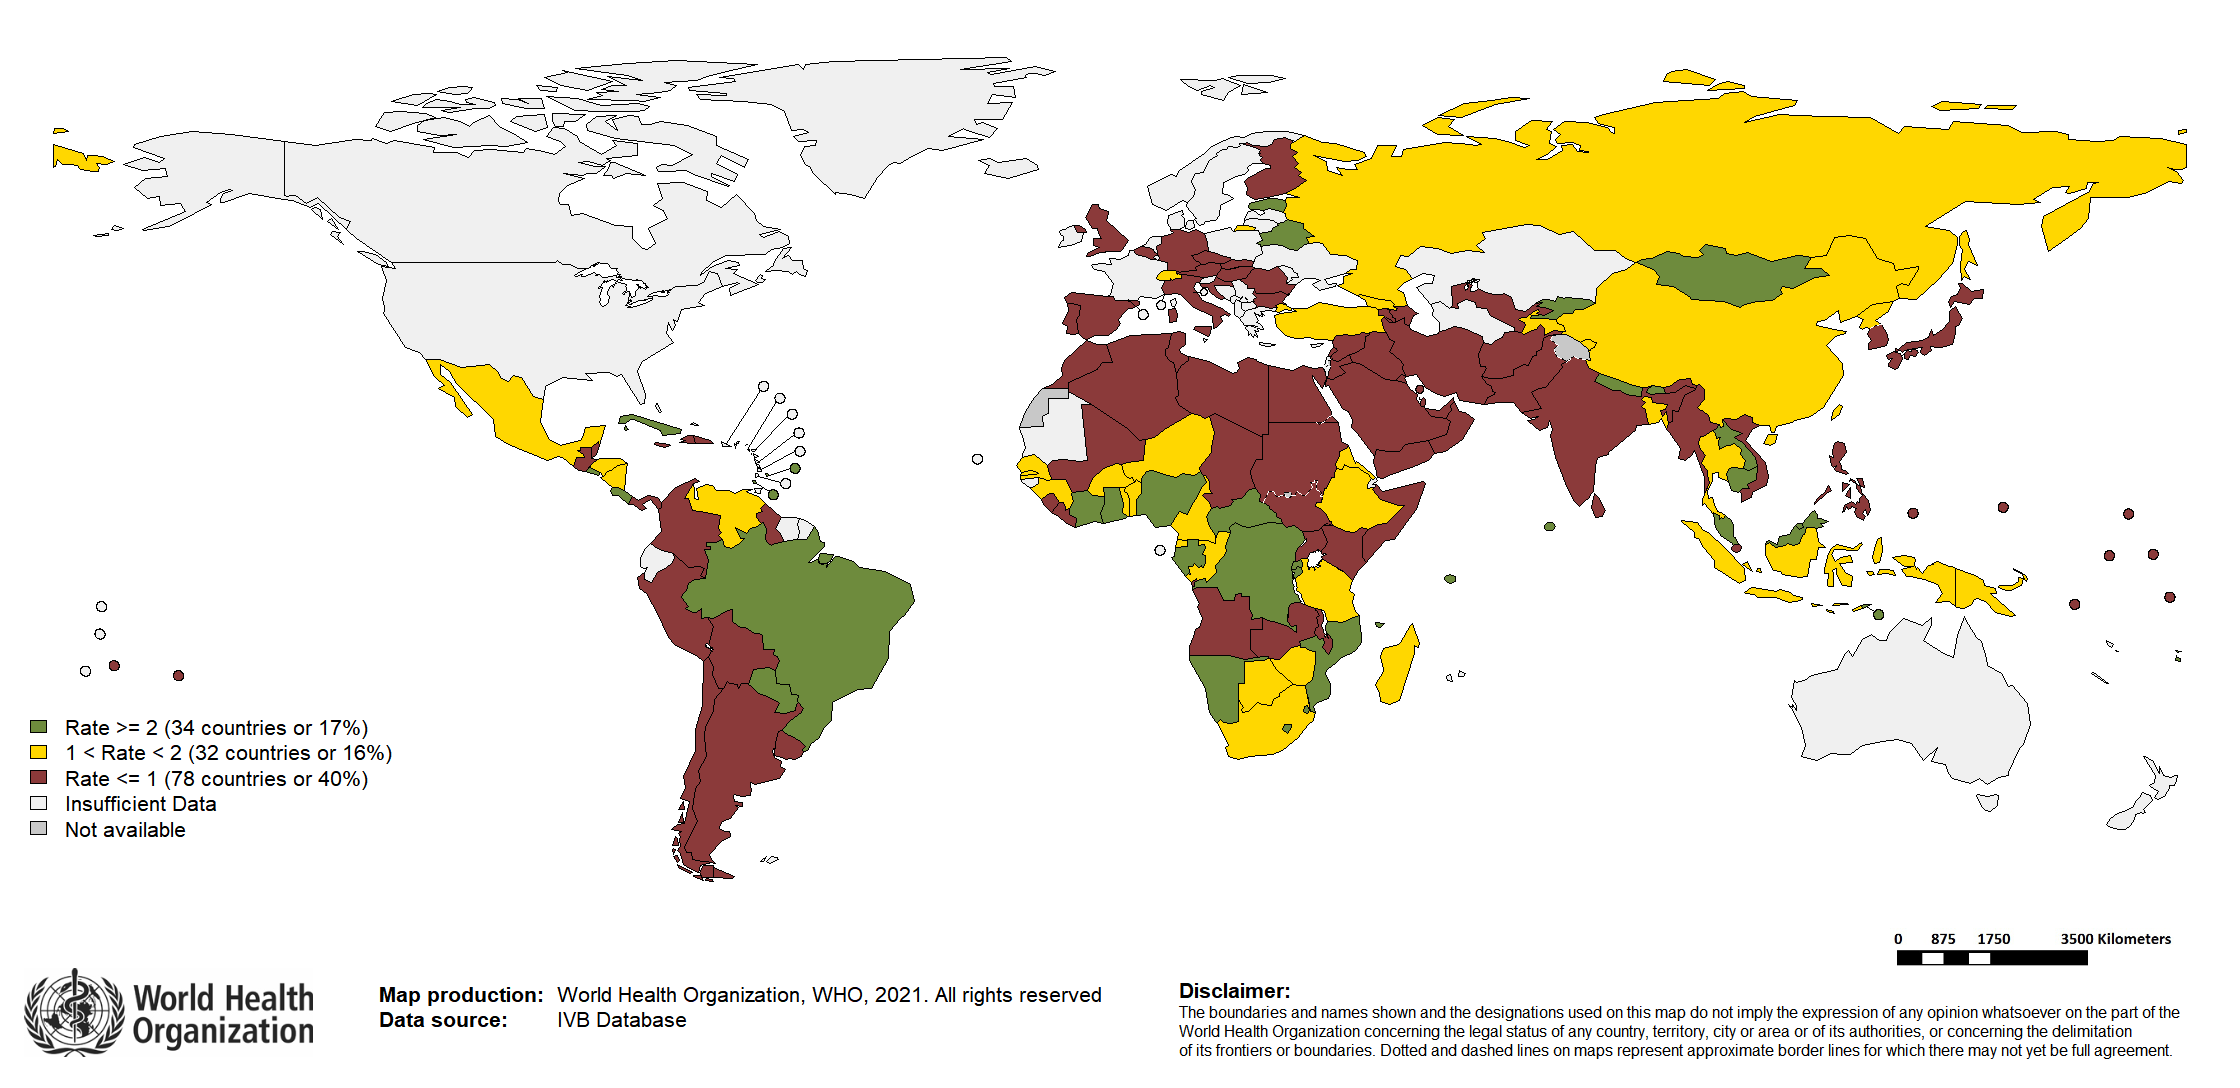 Rate >= 2 (34 countries or 17%)
1 < Rate < 2 (32 countries or 16%)
Rate <= 1 (78 countries or 40%)
Insufficient Data
Not available
0 875 1750 3500 Kilometers
World Health
Organization
Map production: World Health Organization, WHO, 2021. All rights reserved
Data source: IVB Database
Disclaimer:
The boundaries and names shown and the designations used on this map do not imply the expression of any opinion whatsoever on the part of the
World Health Organization concerning the legal status of any country, territory, city or area or of its authorities, or concerning the delimitation
of its frontiers or boundaries. Dotted and dashed lines on maps represent approximate border lines for which there may not yet be full agreement.